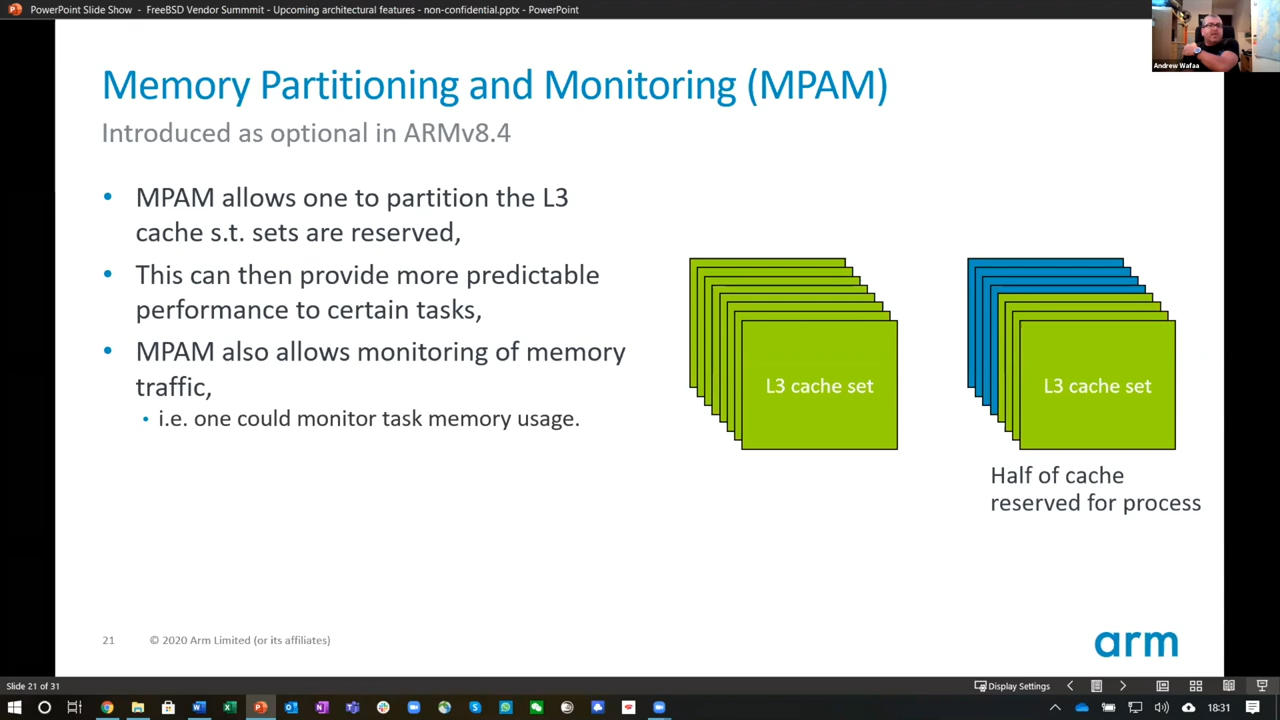 PowerPoint Slide Show - FreeBSD Vendor Summmit - Upcoming architectural features - non-confidential.pptx - PowerPoint
Andrew Wafaa
Memory Partitioning and Monitoring (MPAM)
Introduced as optional in ARMv8.4
• MPAM allows one to partition the L3
cache s.t. sets are reserved,
• This can then provide more predictable
performance to certain tasks,
• MPAM also allows monitoring of memory
traffic,
• i.e. one could monitor task memory usage.
L3 cache set
L3 cache set
Half of cache
reserved for process
21 © 2020 Arm Limited (or its affiliates)
arm
Slide 21 of 31
Display Settings
18:31